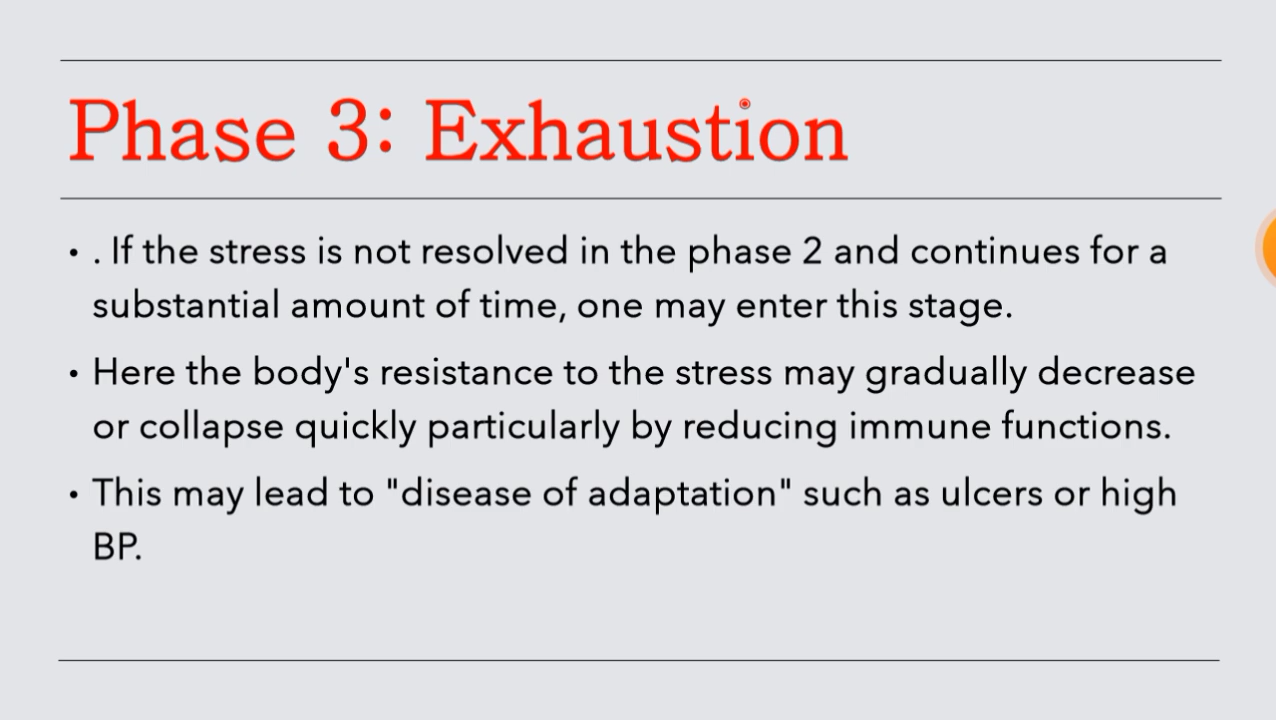 Phase 3: Exhaustion
• . If the stress is not resolved in the phase 2 and continues for a
substantial amount of time, one may enter this stage.
• Here the body's resistance to the stress may gradually decrease
or collapse quickly particularly by reducing immune functions.
• This may lead to "disease of adaptation" such as ulcers or high
BP.